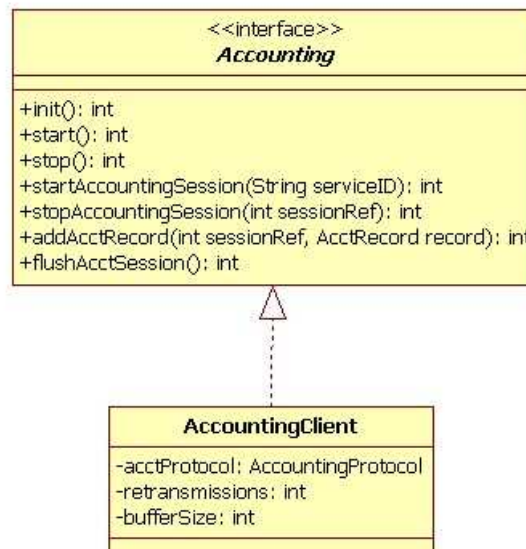 <<interface>>
Accounting
+init(): int
+start(): int
+stop(): int
+startAccountingSession(String serviceID): int
+stopAccountingSession(int sessionRef): int
+addAcctRecord(int sessionRef, AcctRecord record): int
+flushAcctSession(): int
AccountingClient
-acctProtocol: AccountingProtocol
-retransmissions: int
-bufferSize: int